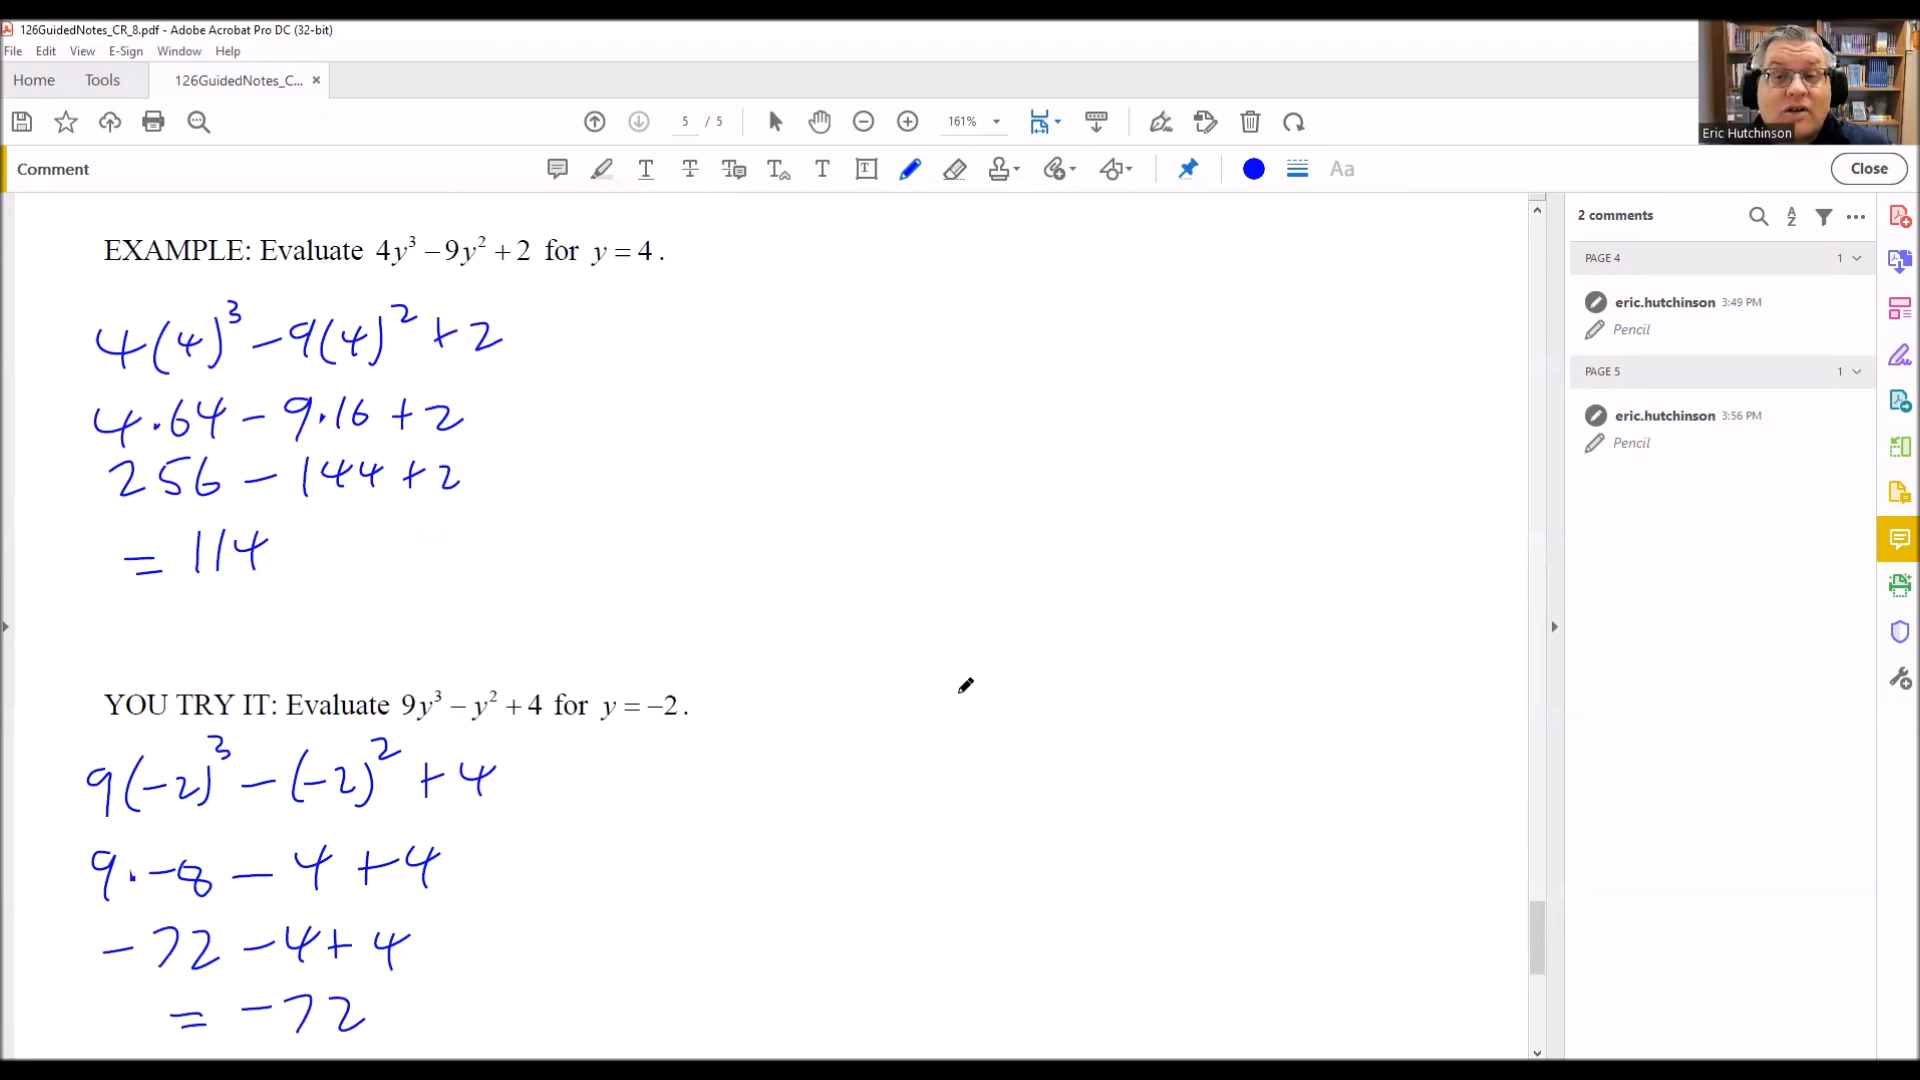 126GuidedNotes_CR_8.pdf - Adobe Acrobat Pro DC (32-bit)
File Edit View E-Sign Window Help
Home Tools 126GuidedNotes_C... ×
5 / 5 161%
Eric Hutchinson
Comment T T T T T Aa Close
EXAMPLE: Evaluate 4y³ − 9y² + 2 for y = 4 .
4(4)³ − 9(4)² + 2
4·64 − 9·16 + 2
256 − 144 + 2
= 114
YOU TRY IT: Evaluate 9y³ − y² + 4 for y = −2 .
9(−2)³ − (−2)² + 4
9·−8 − 4 + 4
−72 − 4 + 4
= −72
2 comments
PAGE 4 1
eric.hutchinson 3:49 PM
Pencil
PAGE 5 1
eric.hutchinson 3:56 PM
Pencil